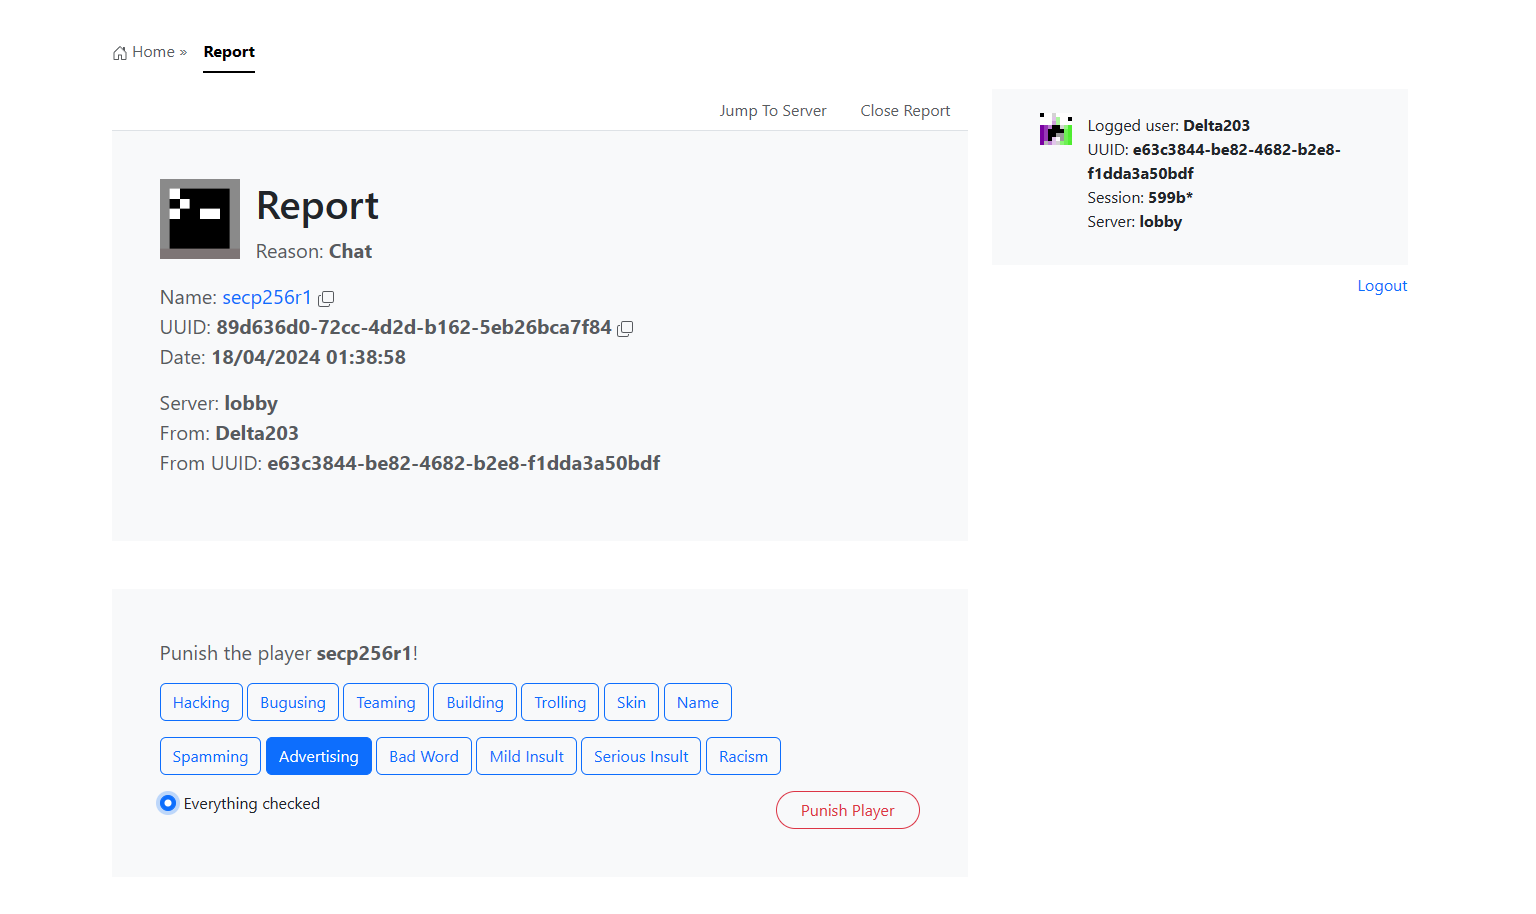 Home » Report
Jump To Server Close Report
Report
Reason: Chat
Name: secp256r1
UUID: 89d636d0-72cc-4d2d-b162-5eb26bca7f84
Date: 18/04/2024 01:38:58
Server: lobby
From: Delta203
From UUID: e63c3844-be82-4682-b2e8-f1dda3a50bdf
Punish the player secp256r1!
Hacking Bugusing Teaming Building Trolling Skin Name
Spamming Advertising Bad Word Mild Insult Serious Insult Racism
Everything checked
Punish Player
Logged user: Delta203
UUID: e63c3844-be82-4682-b2e8-
f1dda3a50bdf
Session: 599b*
Server: lobby
Logout